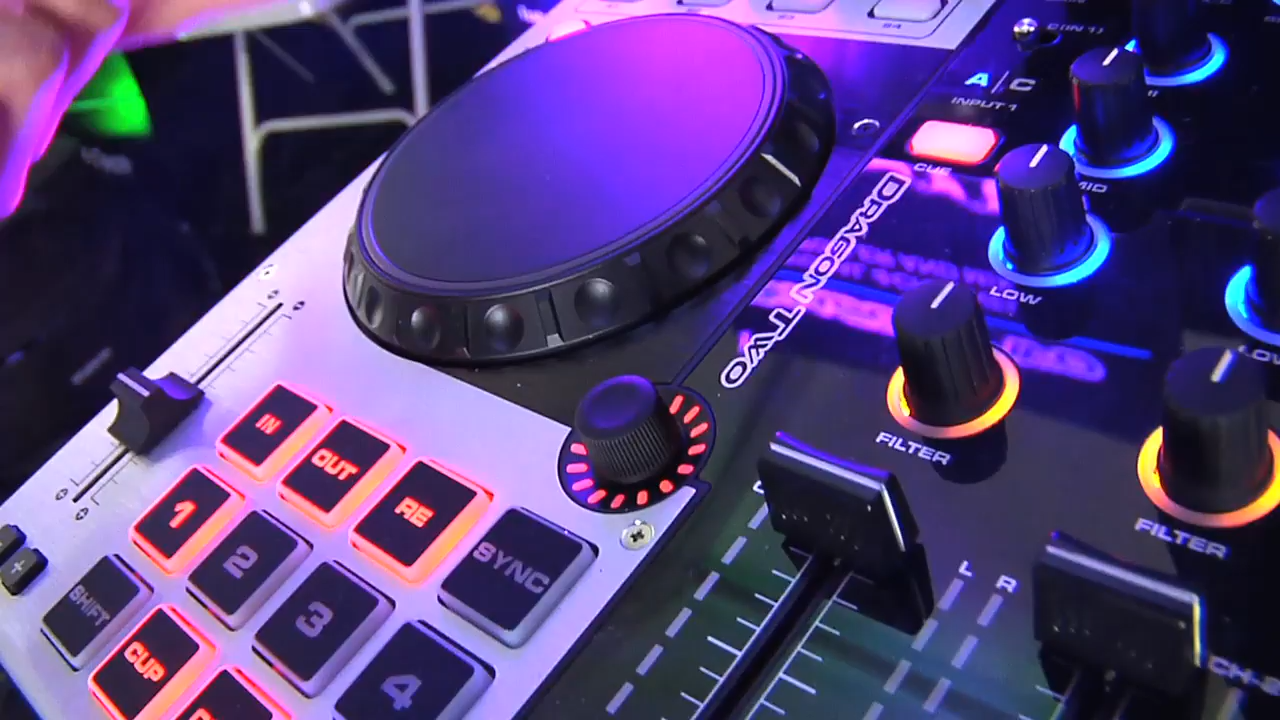 A/C
INPUT 1
CUE
MID
LOW
DRAGON TWO
FILTER
FILTER
L R
IN
OUT
RE
SYNC
1
2
3
4
SHIFT
CUP
+